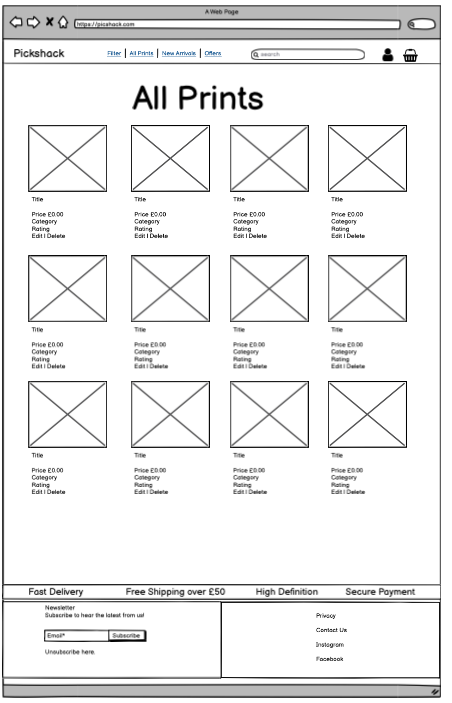 A Web Page
https://picshack.com
Pickshack
Filter | All Prints | New Arrivals | Offers
search
All Prints
Title Title Title Title
Price £0.00 Price £0.00 Price £0.00 Price £0.00
Category Category Category Category
Rating Rating Rating Rating
Edit | Delete Edit | Delete Edit | Delete Edit | Delete
Title Title Title Title
Price £0.00 Price £0.00 Price £0.00 Price £0.00
Category Category Category Category
Rating Rating Rating Rating
Edit | Delete Edit | Delete Edit | Delete Edit | Delete
Title Title Title Title
Price £0.00 Price £0.00 Price £0.00 Price £0.00
Category Category Category Category
Rating Rating Rating Rating
Edit | Delete Edit | Delete Edit | Delete Edit | Delete
Fast Delivery Free Shipping over £50 High Definition Secure Payment
Newsletter
Subscribe to hear the latest from us!
Email* Subscribe
Unsubscribe here.
Privacy
Contact Us
Instagram
Facebook